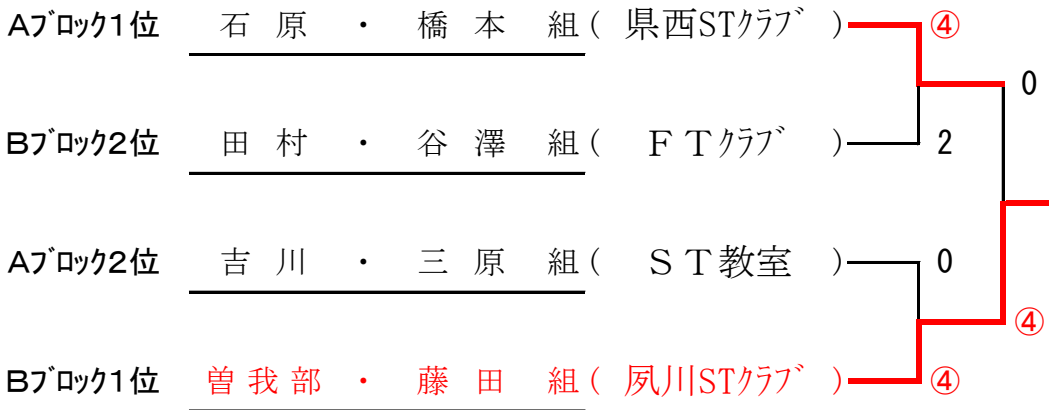 Aﾌﾞﾛｯｸ1位 石原・橋本 組 ( 県西STｸﾗﾌﾞ ) ④
0
Bﾌﾞﾛｯｸ2位 田村・谷澤 組 ( ＦＴｸﾗﾌﾞ ) 2
Aﾌﾞﾛｯｸ2位 吉川・三原 組 ( ＳＴ教室 ) 0
④
Bﾌﾞﾛｯｸ1位 曽我部・藤田 組 ( 夙川STｸﾗﾌﾞ ) ④